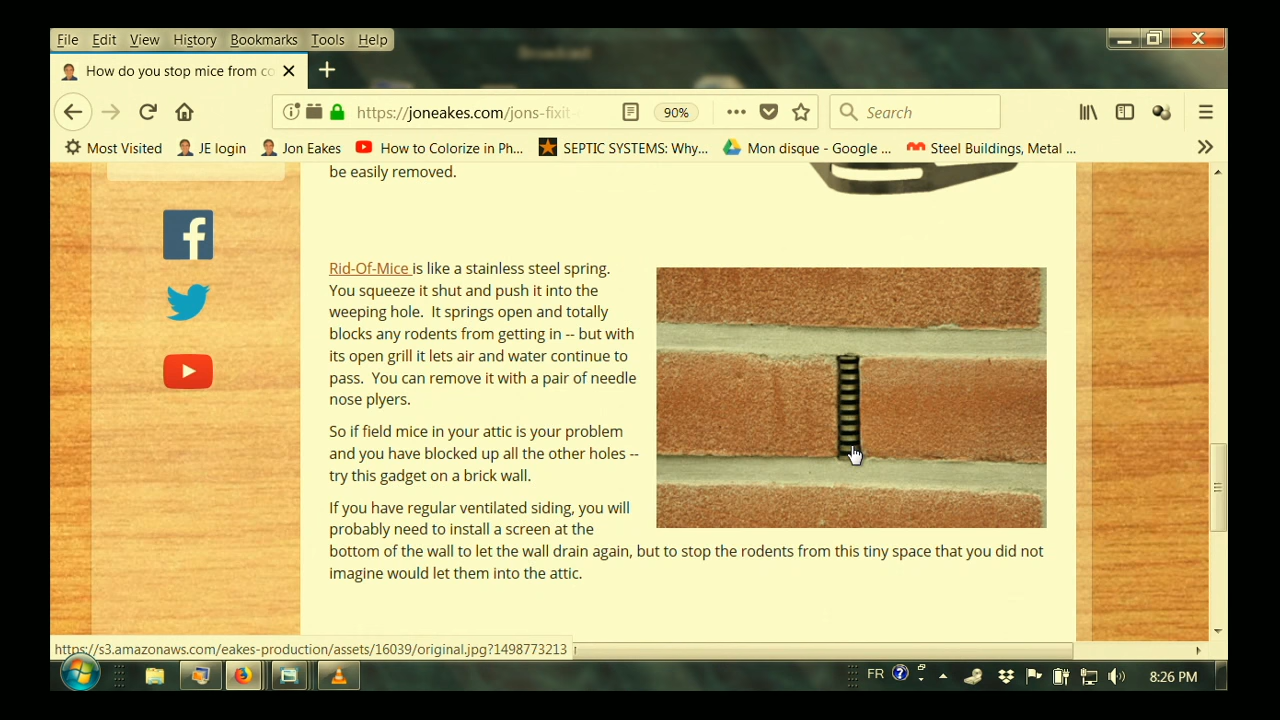 Broadcast
File Edit View History Bookmarks Tools Help
How do you stop mice from co
https://joneakes.com/jons-fixit-
90%
Search
Most Visited JE login Jon Eakes How to Colorize in Ph... SEPTIC SYSTEMS: Why... Mon disque - Google ... Steel Buildings, Metal ...
be easily removed.
Rid-Of-Mice is like a stainless steel spring.
You squeeze it shut and push it into the
weeping hole. It springs open and totally
blocks any rodents from getting in -- but with
its open grill it lets air and water continue to
pass. You can remove it with a pair of needle
nose plyers.
So if field mice in your attic is your problem
and you have blocked up all the other holes --
try this gadget on a brick wall.
If you have regular ventilated siding, you will
probably need to install a screen at the
bottom of the wall to let the wall drain again, but to stop the rodents from this tiny space that you did not
imagine would let them into the attic.
https://s3.amazonaws.com/eakes-production/assets/16039/original.jpg?1498773213
FR
8:26 PM